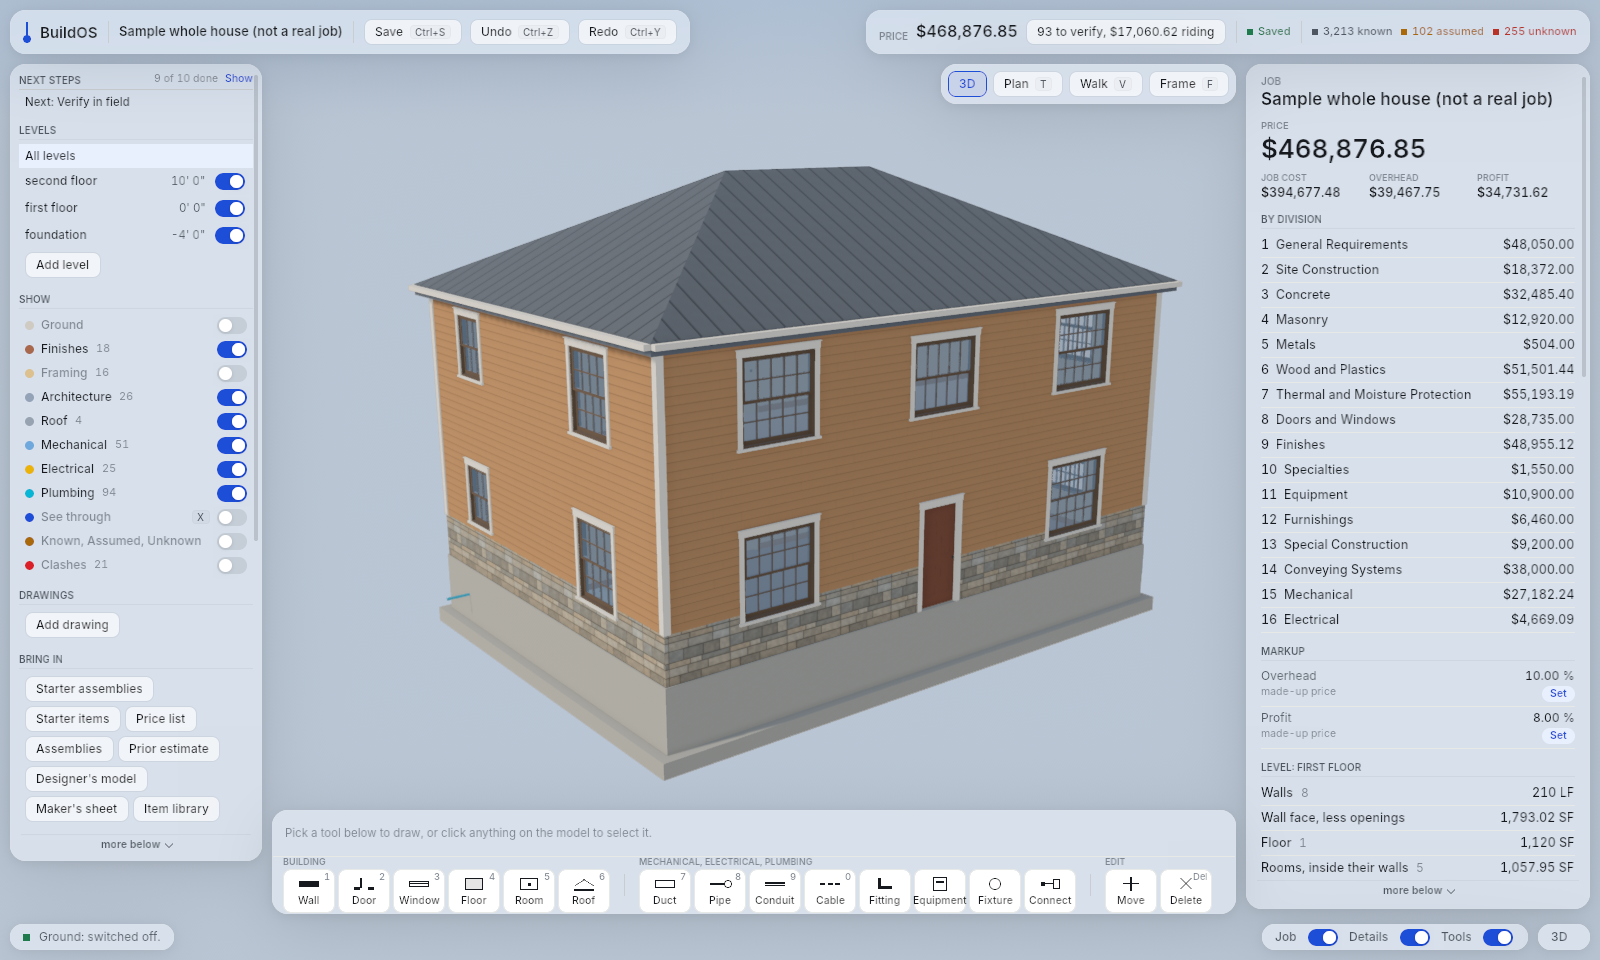 BuildOS
Sample whole house (not a real job)
Save Ctrl+S
Undo Ctrl+Z
Redo Ctrl+Y
PRICE $468,876.85
93 to verify, $17,060.62 riding
Saved
3,213 known
102 assumed
255 unknown
NEXT STEPS 9 of 10 done Show
Next: Verify in field
LEVELS
All levels
second floor 10' 0"
first floor 0' 0"
foundation -4' 0"
Add level
SHOW
Ground
Finishes 18
Framing 16
Architecture 26
Roof 4
Mechanical 51
Electrical 25
Plumbing 94
See through X
Known, Assumed, Unknown
Clashes 21
DRAWINGS
Add drawing
BRING IN
Starter assemblies
Starter items Price list
Assemblies Prior estimate
Designer's model
Maker's sheet Item library
more below
Ground: switched off.
3D
Plan T
Walk V
Frame F
Pick a tool below to draw, or click anything on the model to select it.
BUILDING
Wall 1
Door 2
Window 3
Floor 4
Room 5
Roof 6
MECHANICAL, ELECTRICAL, PLUMBING
Duct 7
Pipe 8
Conduit 9
Cable 0
Fitting
Equipment
Fixture
Connect
EDIT
Move
Delete Del
JOB
Sample whole house (not a real job)
PRICE
$468,876.85
JOB COST OVERHEAD PROFIT
$394,677.48 $39,467.75 $34,731.62
BY DIVISION
1 General Requirements $48,050.00
2 Site Construction $18,372.00
3 Concrete $32,485.40
4 Masonry $12,920.00
5 Metals $504.00
6 Wood and Plastics $51,501.44
7 Thermal and Moisture Protection $55,193.19
8 Doors and Windows $28,735.00
9 Finishes $48,955.12
10 Specialties $1,550.00
11 Equipment $10,900.00
12 Furnishings $6,460.00
13 Special Construction $9,200.00
14 Conveying Systems $38,000.00
15 Mechanical $27,182.24
16 Electrical $4,669.09
MARKUP
Overhead 10.00 %
made-up price Set
Profit 8.00 %
made-up price Set
LEVEL: FIRST FLOOR
Walls 8 210 LF
Wall face, less openings 1,793.02 SF
Floor 1 1,120 SF
Rooms, inside their walls 5 1,057.95 SF
more below
Job Details Tools 3D